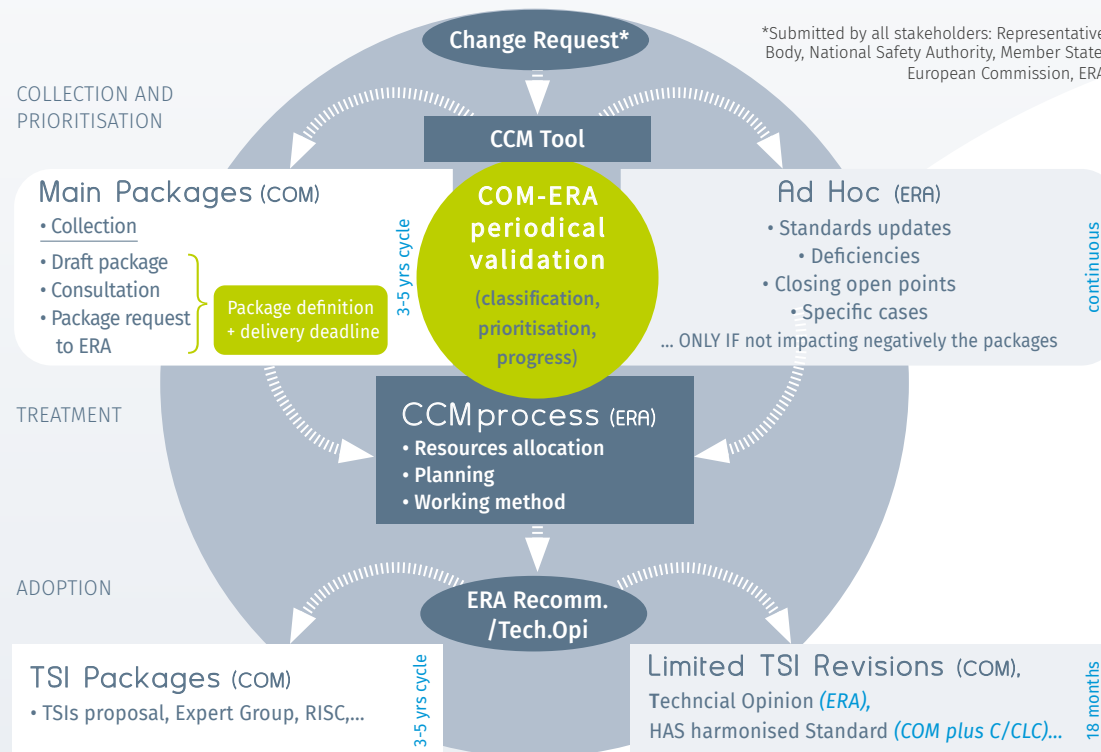 Change Request*
*Submitted by all stakeholders: Representative
Body, National Safety Authority, Member State
European Commission, ERA
COLLECTION AND
PRIORITISATION
CCM Tool
Main Packages (COM)
• Collection
• Draft package
• Consultation
• Package request
to ERA
Package definition
+ delivery deadline
3-5 yrs cycle
COM-ERA
periodical
validation
(classification,
prioritisation,
progress)
Ad Hoc (ERA)
• Standards updates
• Deficiencies
• Closing open points
• Specific cases
... ONLY IF not impacting negatively the packages
continuous
TREATMENT
CCM process (ERA)
• Resources allocation
• Planning
• Working method
ADOPTION
ERA Recomm.
/Tech.Opi
TSI Packages (COM)
• TSIs proposal, Expert Group, RISC,...
3-5 yrs cycle
Limited TSI Revisions (COM),
Techncial Opinion (ERA),
HAS harmonised Standard (COM plus C/CLC)...
18 months